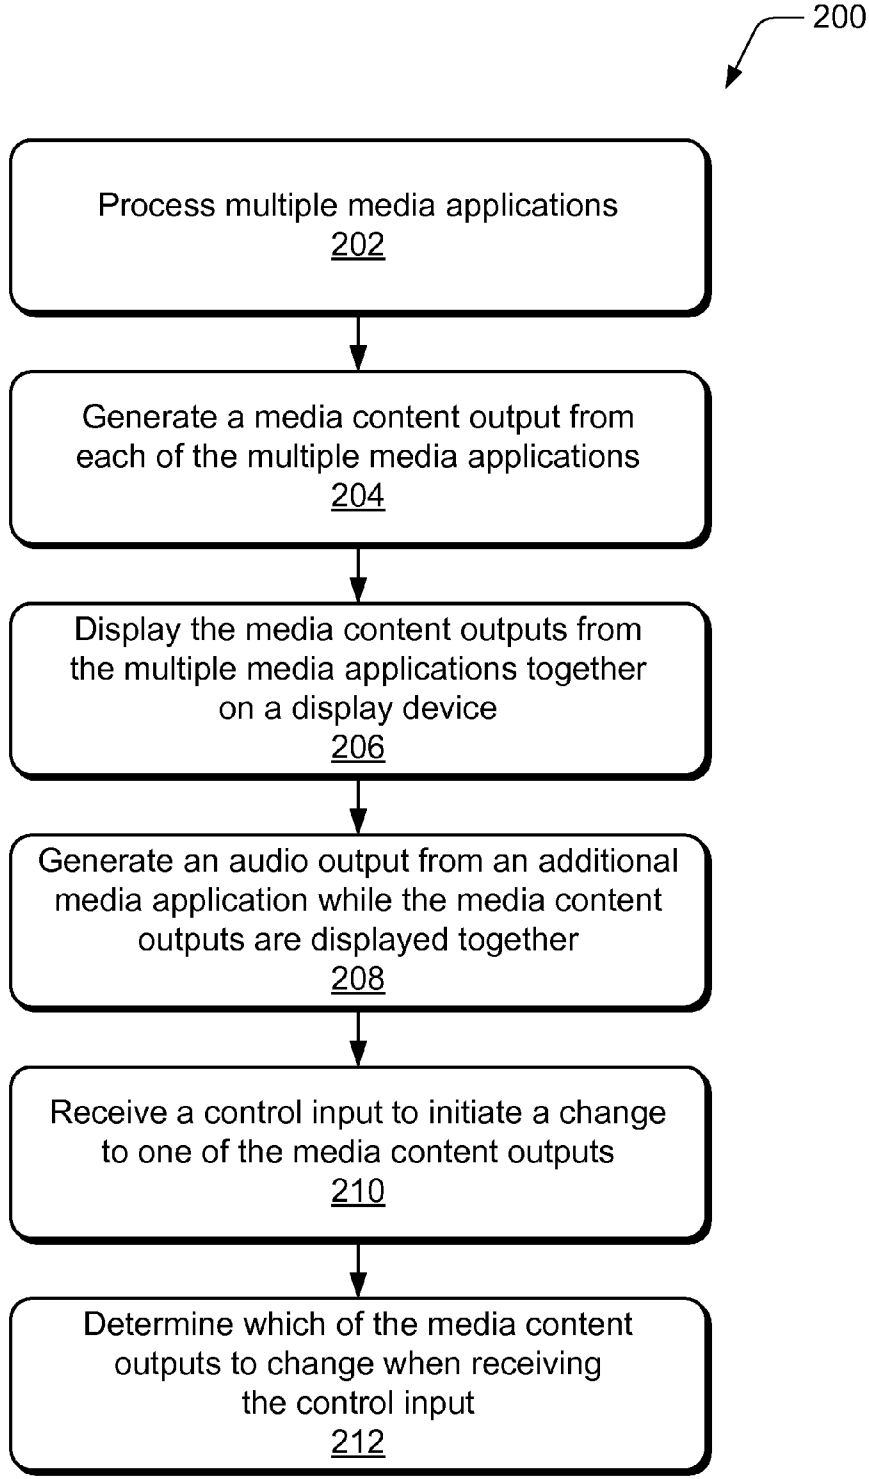 200
Process multiple media applications
202
Generate a media content output from
each of the multiple media applications
204
Display the media content outputs from
the multiple media applications together
on a display device
206
Generate an audio output from an additional
media application while the media content
outputs are displayed together
208
Receive a control input to initiate a change
to one of the media content outputs
210
Determine which of the media content
outputs to change when receiving
the control input
212